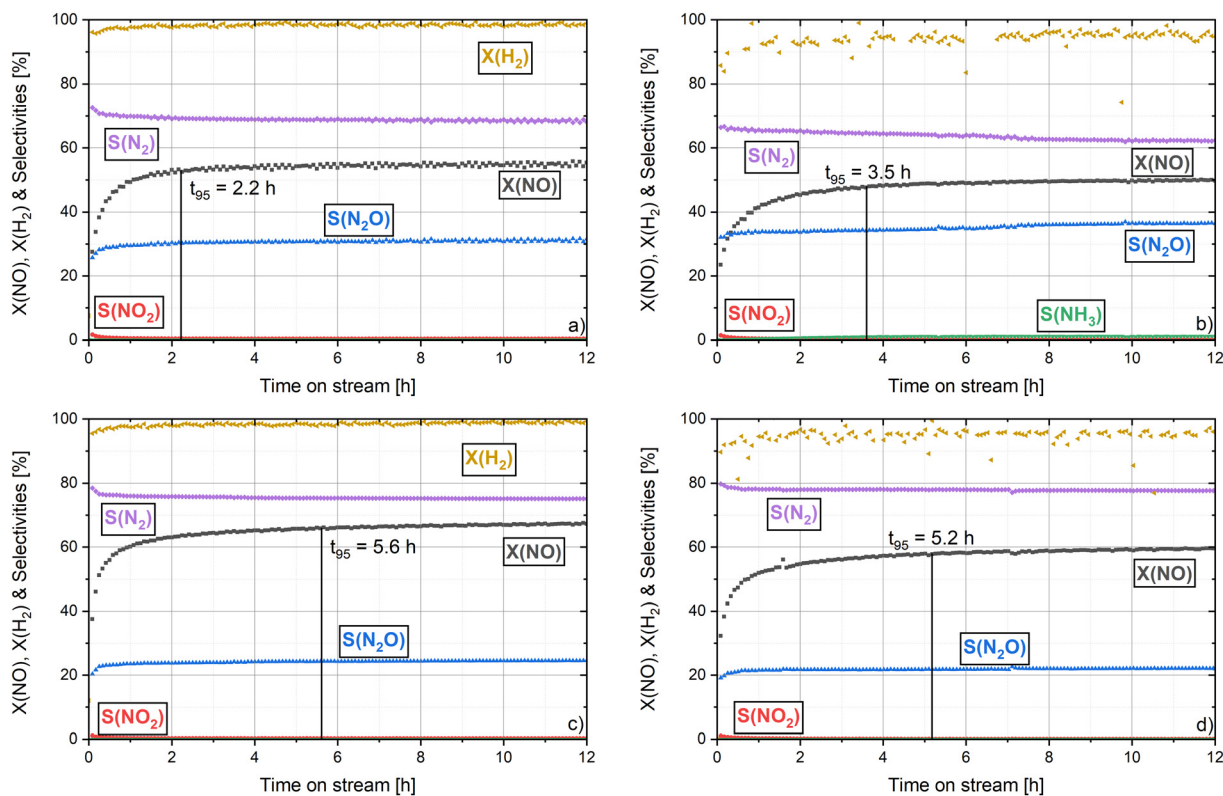 X(NO), X(H₂) & Selectivities [%]
100
80
60
40
20
0
X(H₂)
S(N₂)
X(NO)
t₉₅ = 2.2 h
S(N₂O)
S(NO₂)
a)
0 2 4 6 8 10 12
Time on stream [h]
X(NO), X(H₂) & Selectivities [%]
100
80
60
40
20
0
S(N₂)
X(NO)
t₉₅ = 3.5 h
S(N₂O)
S(NO₂)
S(NH₃)
b)
0 2 4 6 8 10 12
Time on stream [h]
X(NO), X(H₂) & Selectivities [%]
100
80
60
40
20
0
X(H₂)
S(N₂)
t₉₅ = 5.6 h
X(NO)
S(N₂O)
S(NO₂)
c)
0 2 4 6 8 10 12
Time on stream [h]
X(NO), X(H₂) & Selectivities [%]
100
80
60
40
20
0
S(N₂)
t₉₅ = 5.2 h
X(NO)
S(N₂O)
S(NO₂)
d)
0 2 4 6 8 10 12
Time on stream [h]